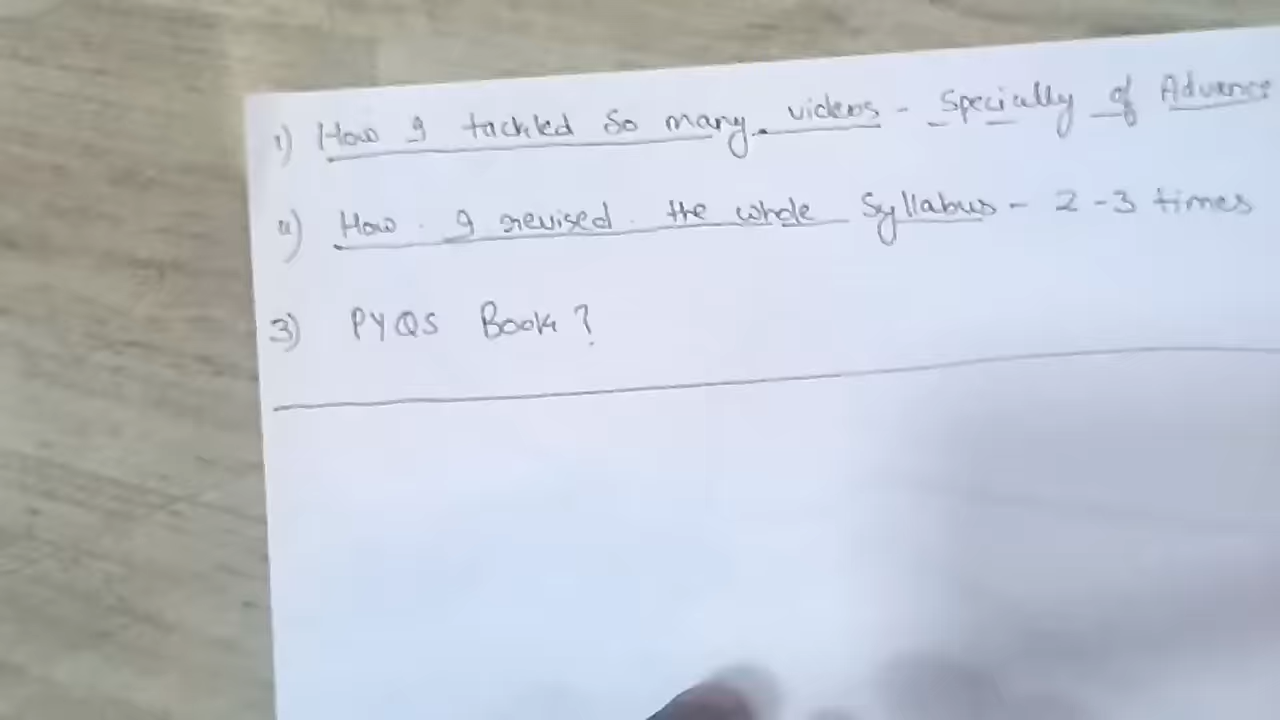 1) How I tackled So many videos - Specially of Advance
2) How I revised the whole Syllabus - 2-3 times
3) PYQS Book?